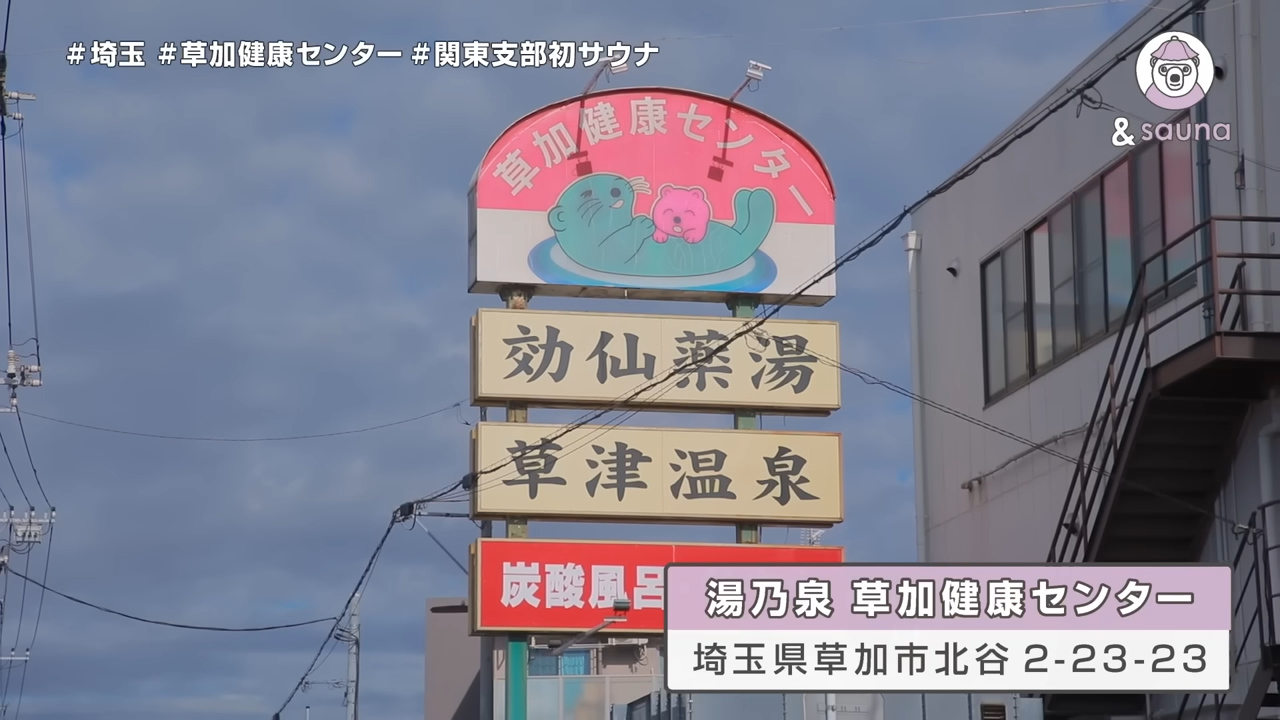 #埼玉 #草加健康センター #関東支部初サウナ
& sauna
草加健康センター
効仙薬湯
草津温泉
炭酸風呂
湯乃泉 草加健康センター
埼玉県草加市北谷2-23-23